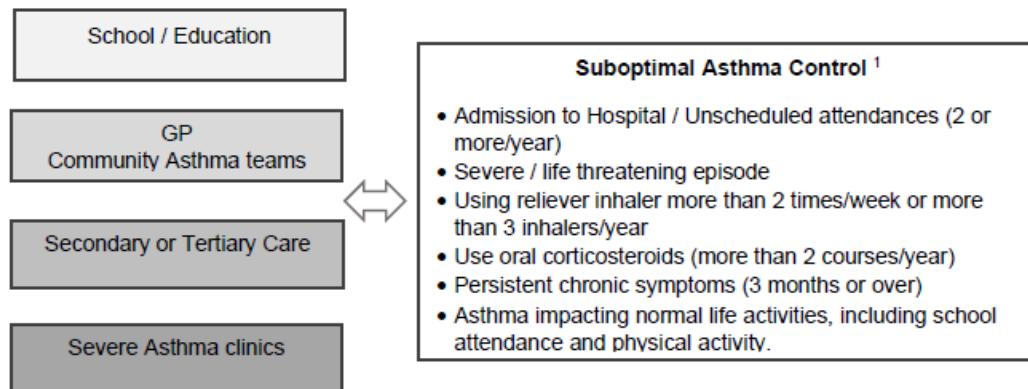 School / Education
GP
Community Asthma teams
Secondary or Tertiary Care
Severe Asthma clinics
Suboptimal Asthma Control 1
• Admission to Hospital / Unscheduled attendances (2 or
more/year)
• Severe / life threatening episode
• Using reliever inhaler more than 2 times/week or more
than 3 inhalers/year
• Use oral corticosteroids (more than 2 courses/year)
• Persistent chronic symptoms (3 months or over)
• Asthma impacting normal life activities, including school
attendance and physical activity.